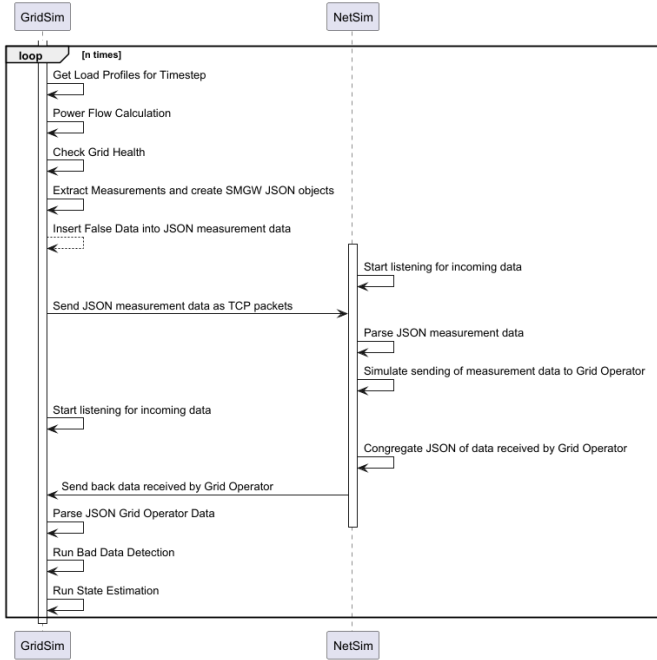 GridSim
NetSim
loop
[n times]
Get Load Profiles for Timestep
Power Flow Calculation
Check Grid Health
Extract Measurements and create SMGW JSON objects
Insert False Data into JSON measurement data
Start listening for incoming data
Send JSON measurement data as TCP packets
Parse JSON measurement data
Simulate sending of measurement data to Grid Operator
Start listening for incoming data
Congregate JSON of data received by Grid Operator
Send back data received by Grid Operator
Parse JSON Grid Operator Data
Run Bad Data Detection
Run State Estimation
GridSim
NetSim